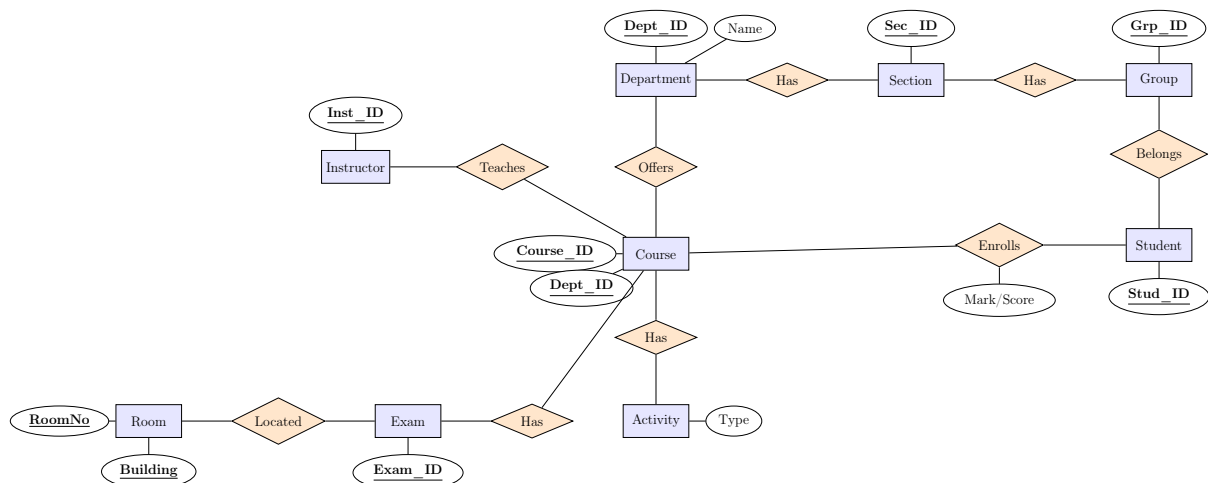 Dept_ID
Name
Sec_ID
Grp_ID
Department
Has
Section
Has
Group
Inst_ID
Instructor
Teaches
Offers
Belongs
Course_ID
Course
Enrolls
Student
Dept_ID
Mark/Score
Stud_ID
Has
RoomNo
Room
Located
Exam
Has
Activity
Type
Building
Exam_ID